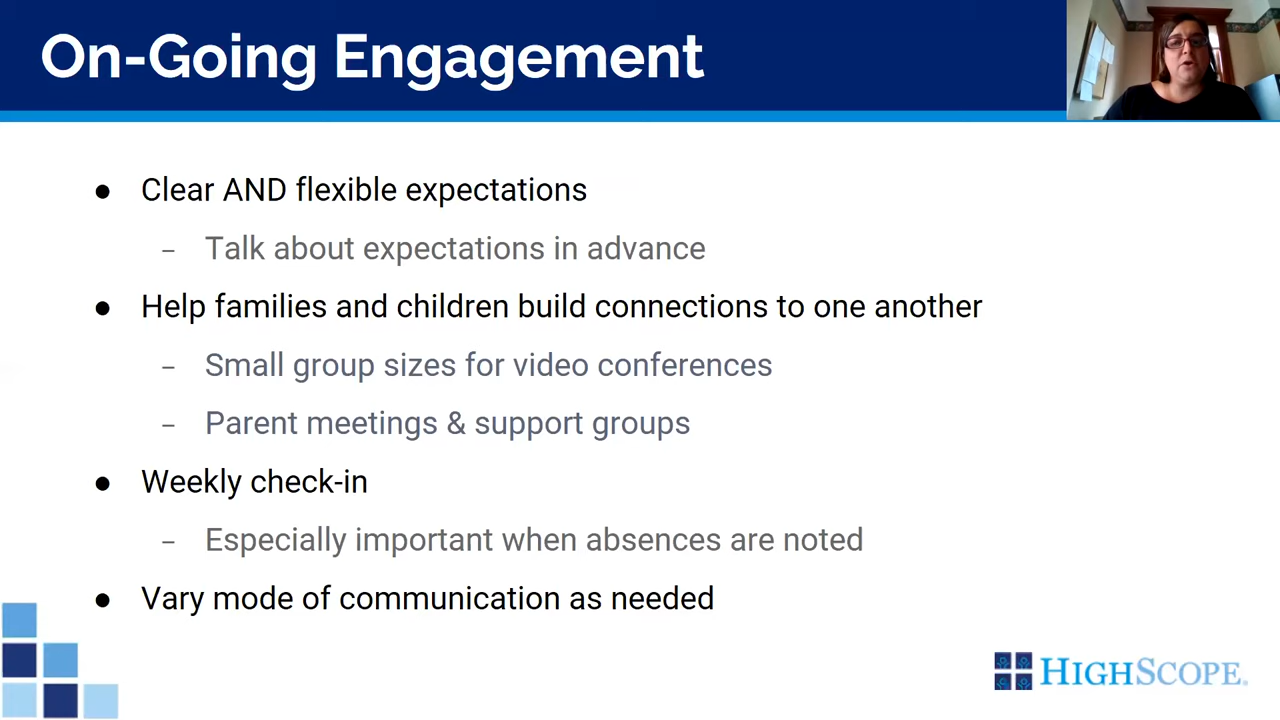 On-Going Engagement
● Clear AND flexible expectations
– Talk about expectations in advance
● Help families and children build connections to one another
– Small group sizes for video conferences
– Parent meetings & support groups
● Weekly check-in
– Especially important when absences are noted
● Vary mode of communication as needed
HIGHSCOPE®